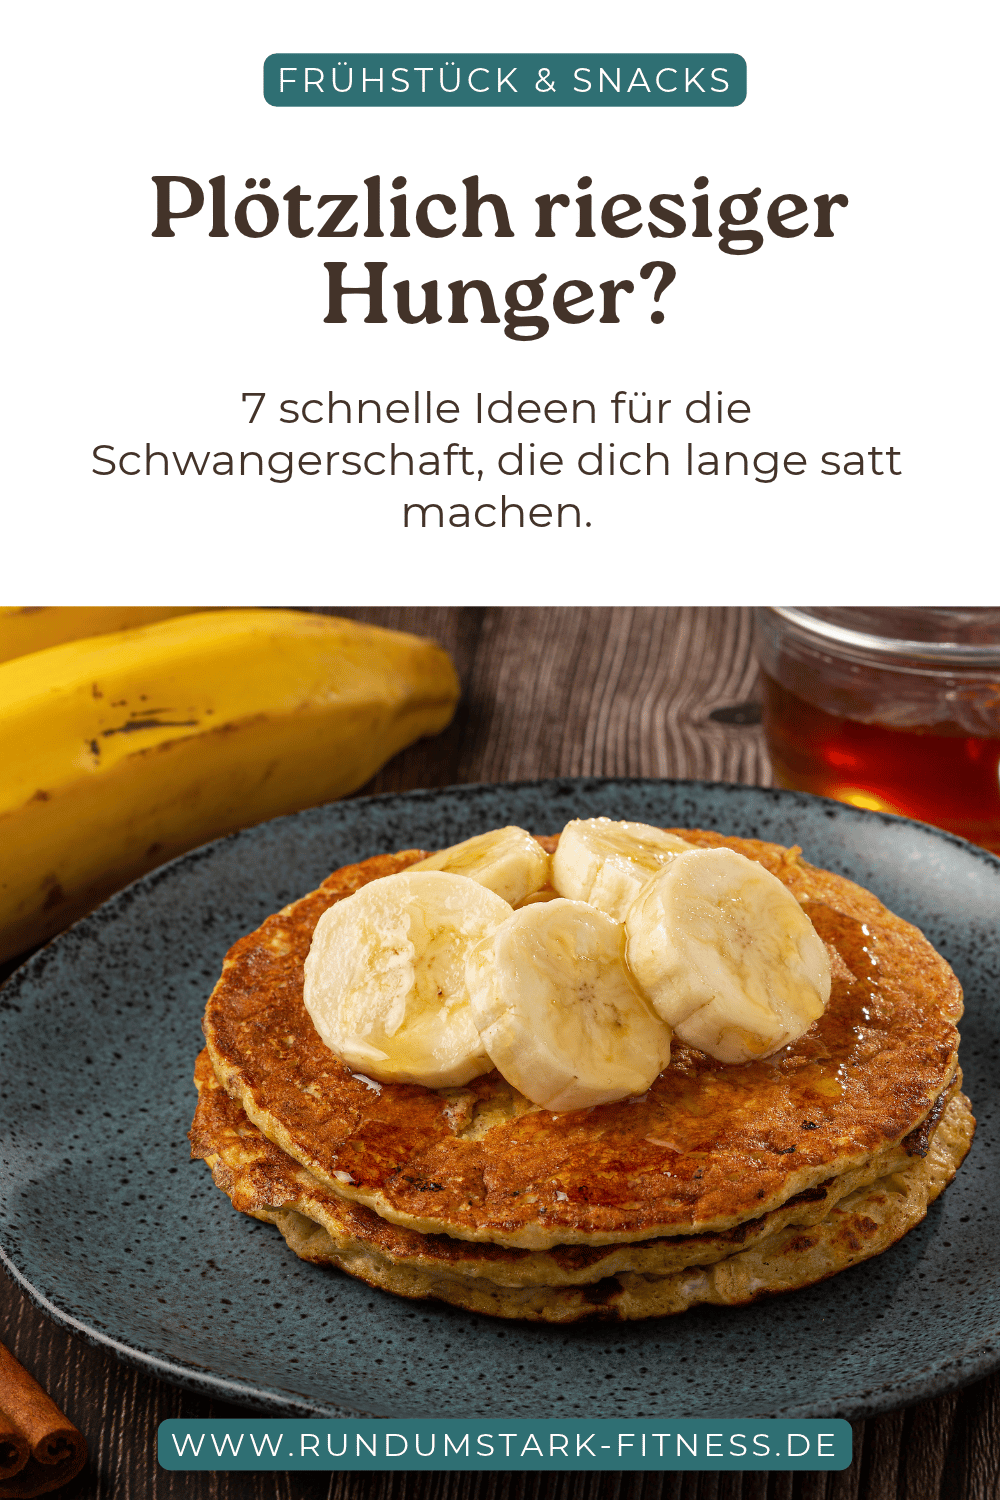 FRÜHSTÜCK & SNACKS
Plötzlich riesiger
Hunger?
7 schnelle Ideen für die
Schwangerschaft, die dich lange satt
machen.
WWW.RUNDUMSTARK-FITNESS.DE